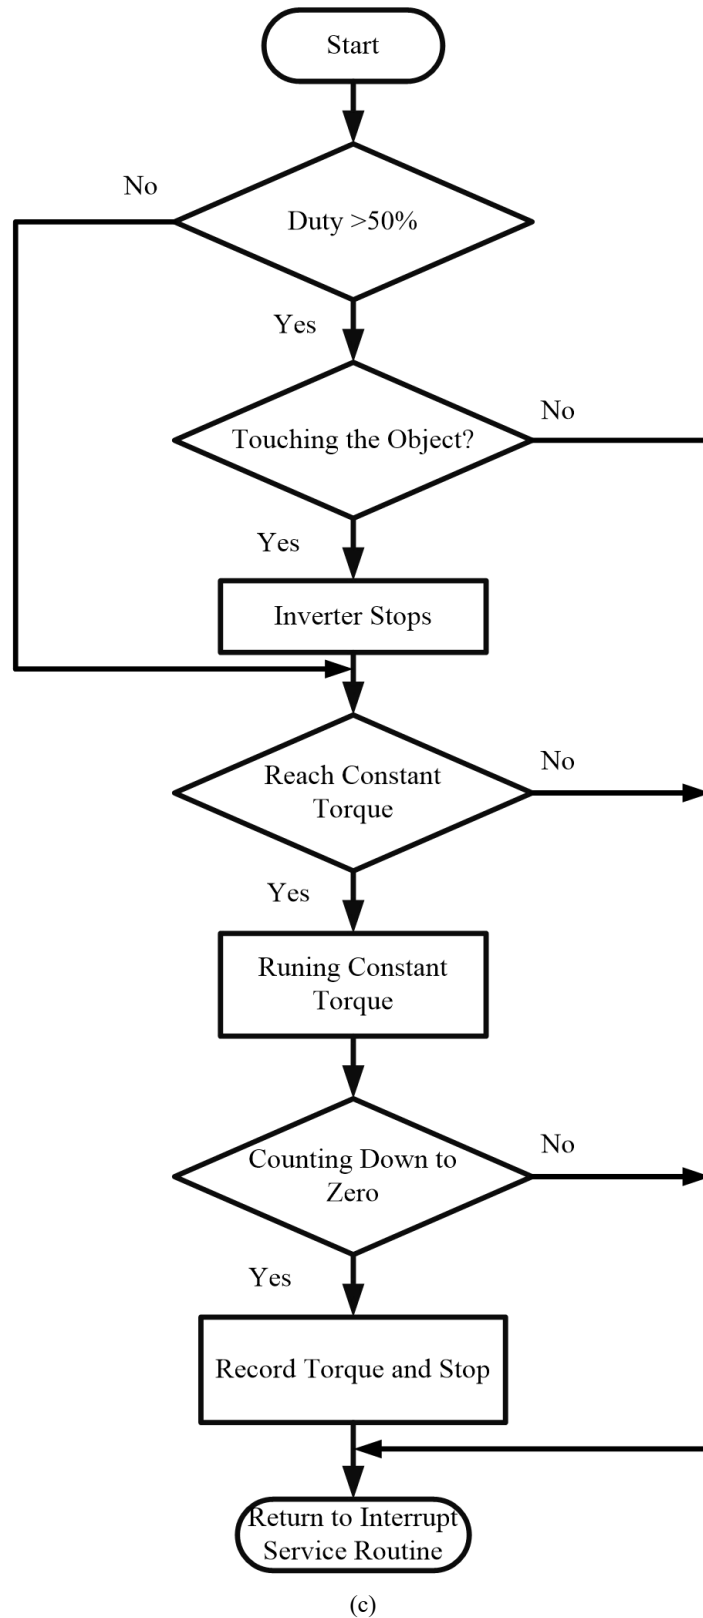 Start
No
Duty >50%
Yes
No
Touching the Object?
Yes
Inverter Stops
No
Reach Constant
Torque
Yes
Runing Constant
Torque
No
Counting Down to
Zero
Yes
Record Torque and Stop
Return to Interrupt
Service Routine
(c)